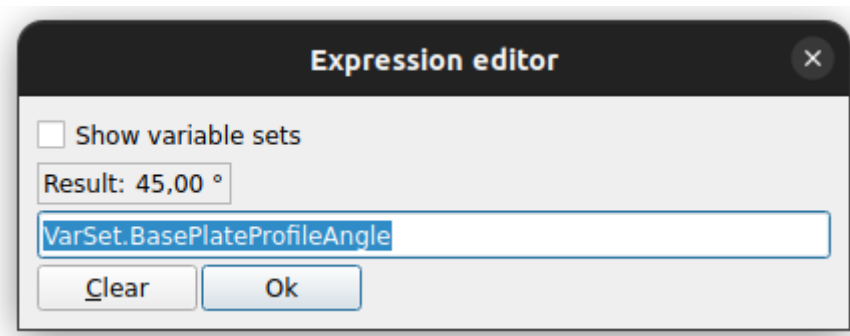 Expression editor
Show variable sets
Result: 45,00 °
VarSet.BasePlateProfileAngle
Clear
Ok